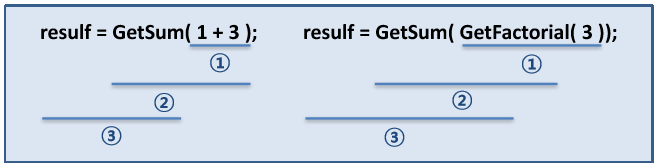 resulf = GetSum( 1 + 3 ); resulf = GetSum( GetFactorial( 3 ));
① ①
② ②
③ ③